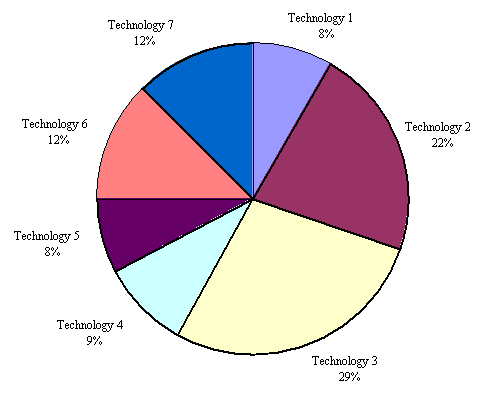 Technology 1
8%
Technology 2
22%
Technology 3
29%
Technology 4
9%
Technology 5
8%
Technology 6
12%
Technology 7
12%